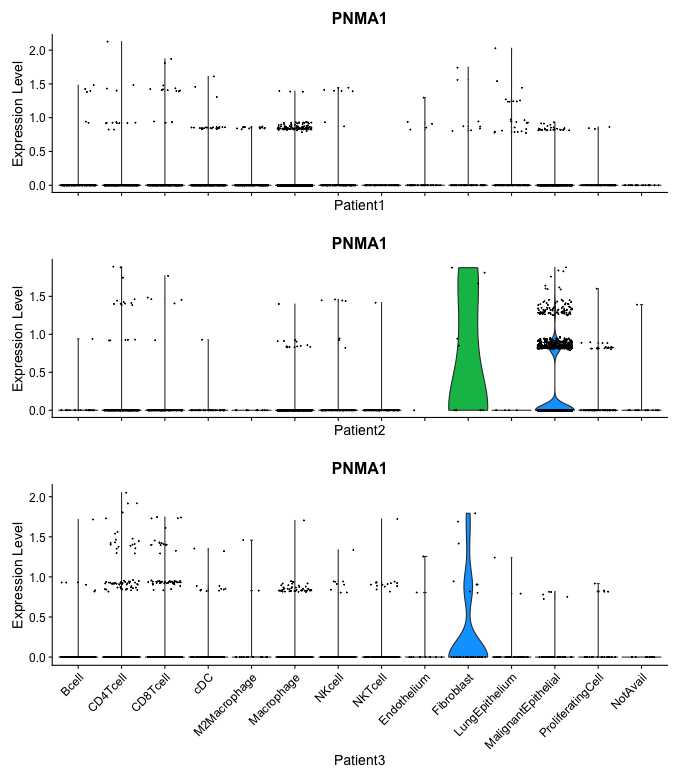 PNMA1
Expression Level
2.0
1.5
1.0
0.5
0.0
Patient1
PNMA1
Expression Level
1.5
1.0
0.5
0.0
Patient2
PNMA1
Expression Level
2.0
1.5
1.0
0.5
0.0
Bcell
CD4Tcell
CD8Tcell
cDC
M2Macrophage
Macrophage
NKcell
NKTcell
Endothelium
Fibroblast
LungEpithelium
MalignantEpithelial
ProliferatingCell
NotAvail
Patient3